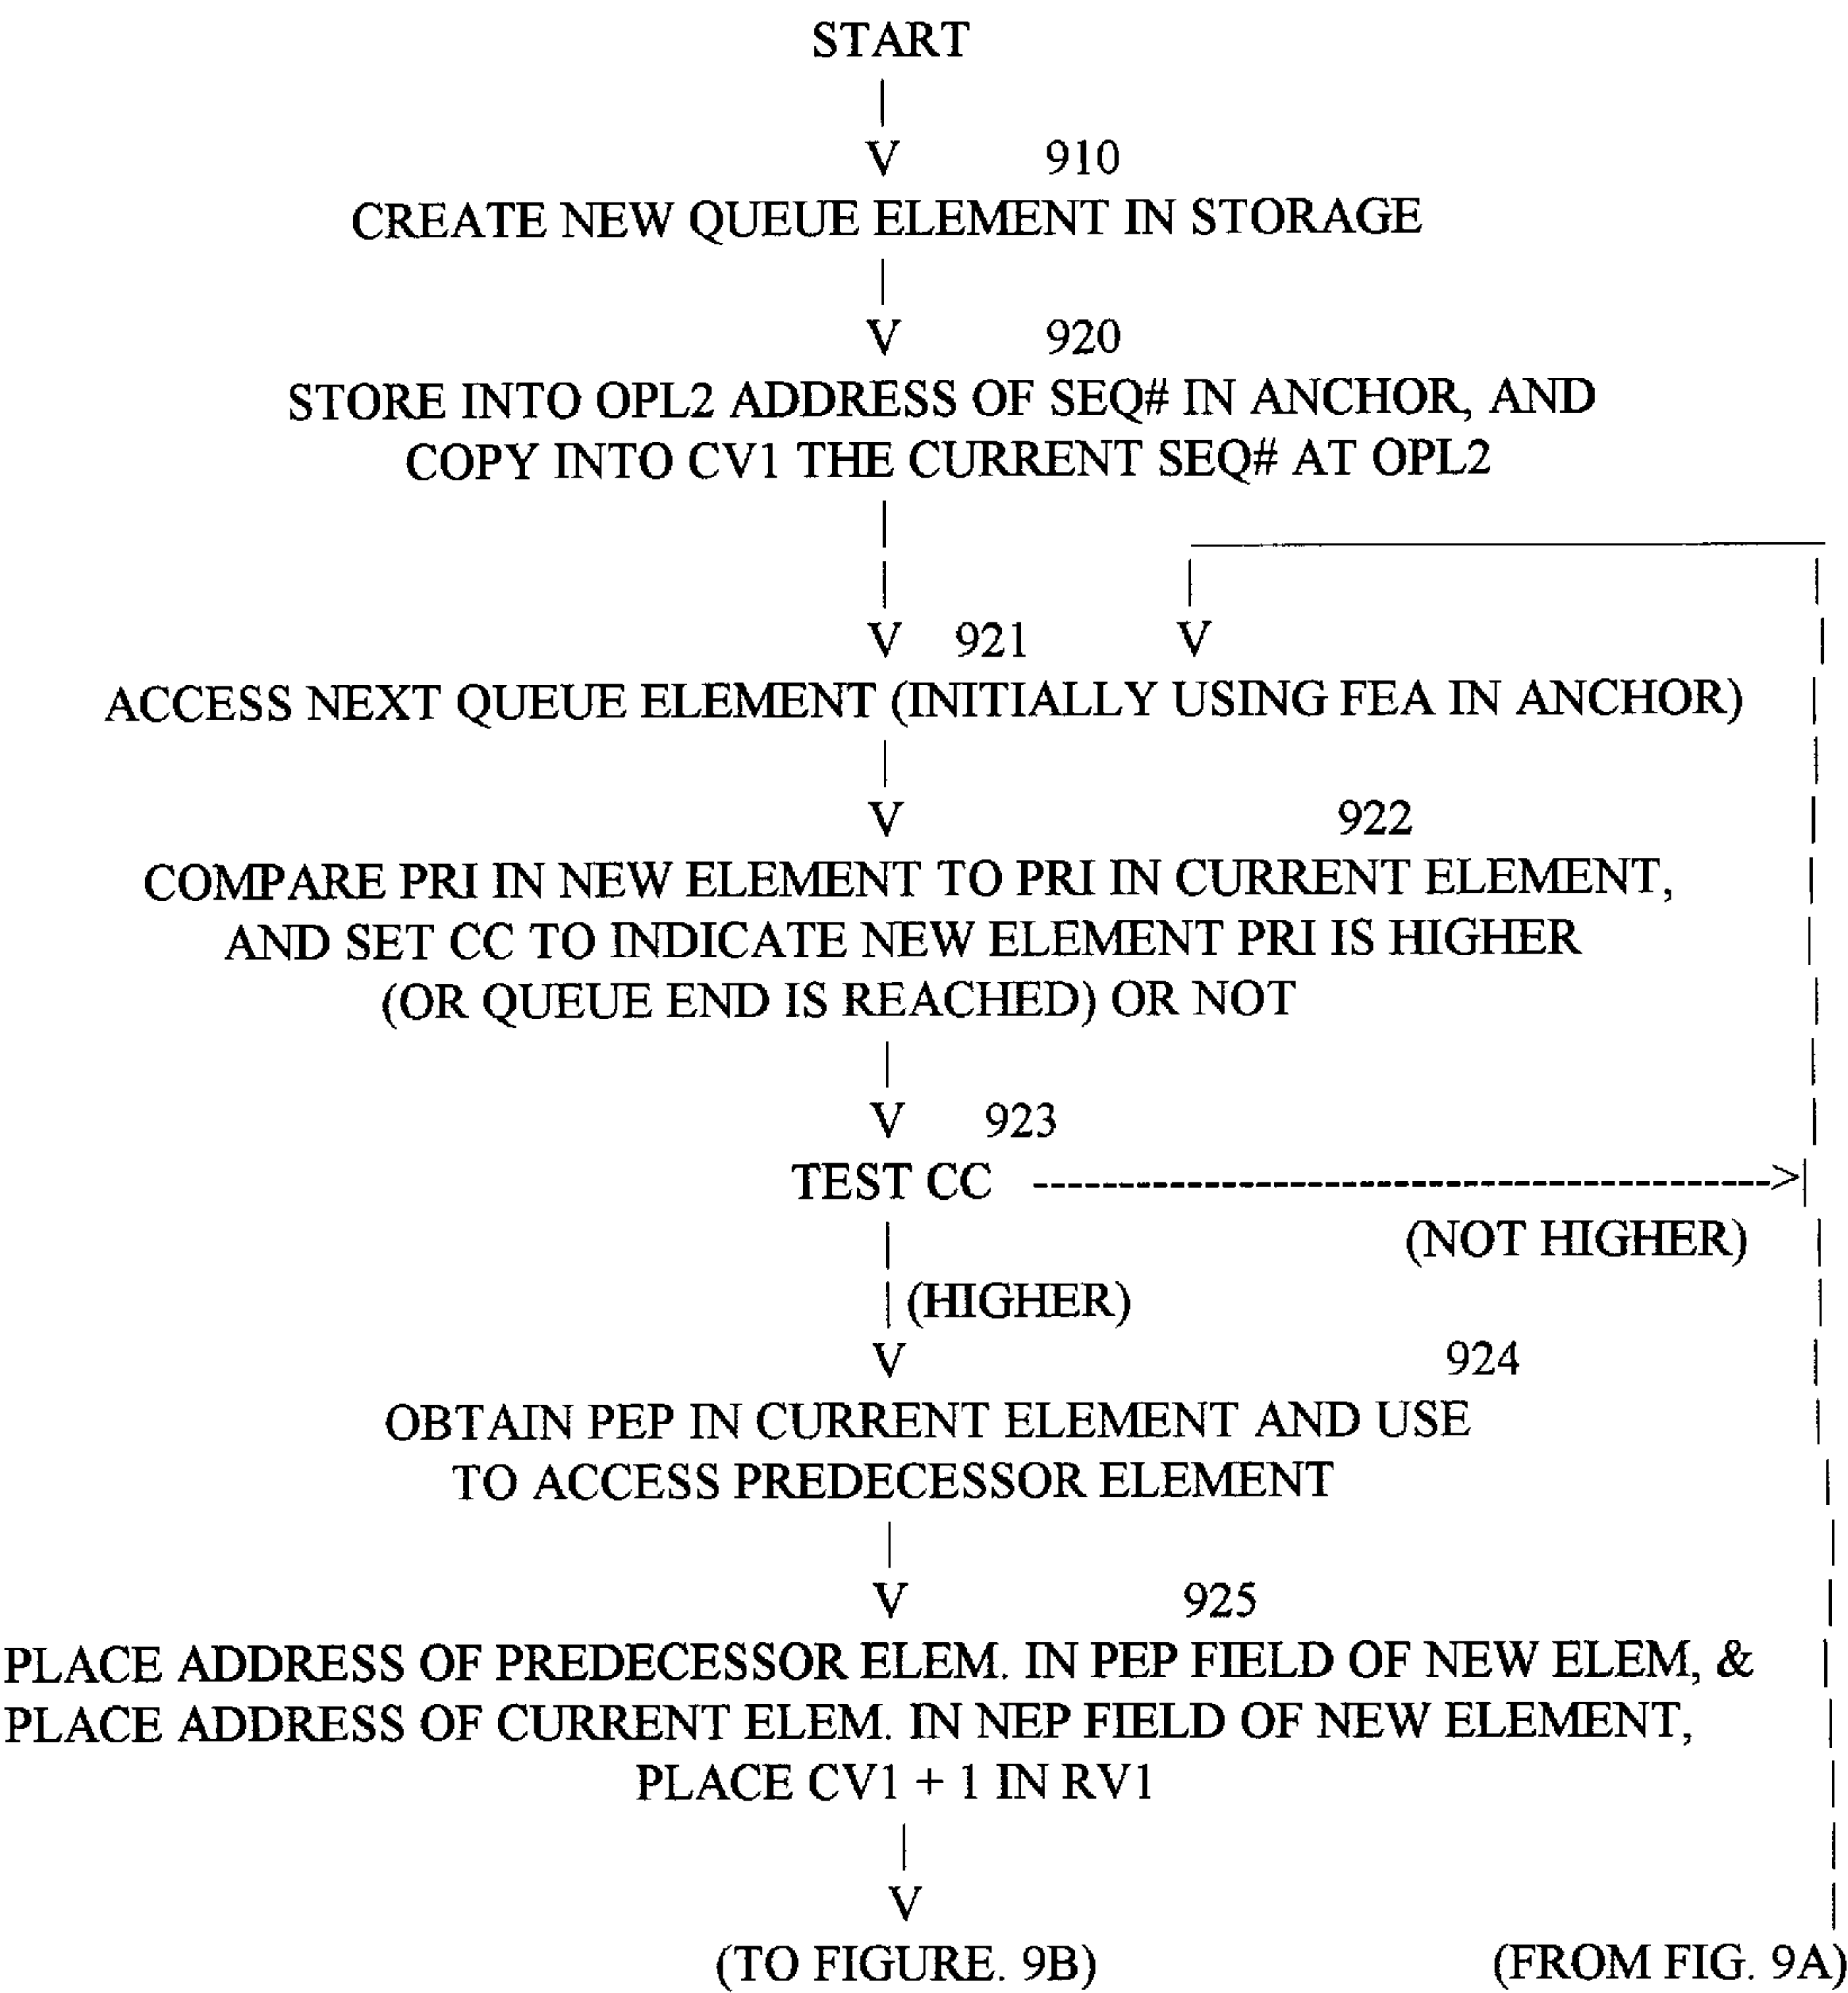 START
V 910
CREATE NEW QUEUE ELEMENT IN STORAGE
V 920
STORE INTO OPL2 ADDRESS OF SEQ# IN ANCHOR, AND
COPY INTO CV1 THE CURRENT SEQ# AT OPL2
V 921 V
ACCESS NEXT QUEUE ELEMENT (INITIALLY USING FEA IN ANCHOR)
V 922
COMPARE PRI IN NEW ELEMENT TO PRI IN CURRENT ELEMENT,
AND SET CC TO INDICATE NEW ELEMENT PRI IS HIGHER
(OR QUEUE END IS REACHED) OR NOT
V 923
TEST CC ---------------------------------------------->|
(NOT HIGHER)
(HIGHER)
V 924
OBTAIN PEP IN CURRENT ELEMENT AND USE
TO ACCESS PREDECESSOR ELEMENT
V 925
PLACE ADDRESS OF PREDECESSOR ELEM. IN PEP FIELD OF NEW ELEM, &
PLACE ADDRESS OF CURRENT ELEM. IN NEP FIELD OF NEW ELEMENT,
PLACE CV1 + 1 IN RV1
V
(TO FIGURE. 9B) (FROM FIG. 9A)